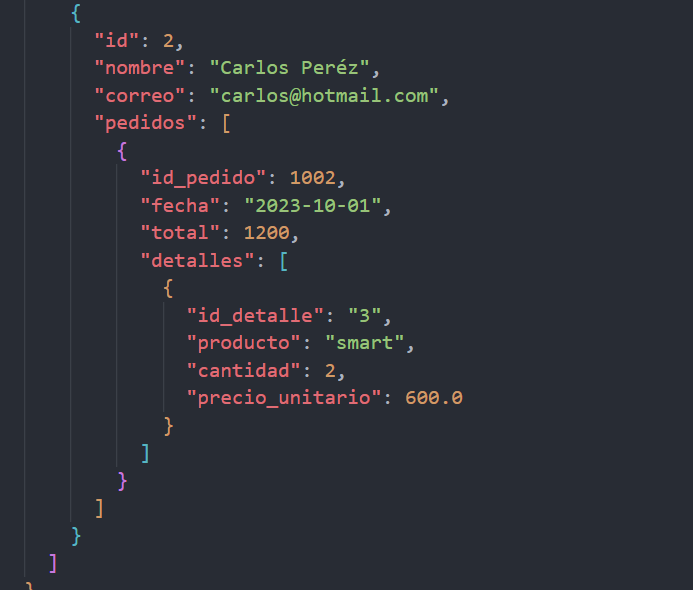 {
"id": 2,
"nombre": "Carlos Peréz",
"correo": "carlos@hotmail.com",
"pedidos": [
{
"id_pedido": 1002,
"fecha": "2023-10-01",
"total": 1200,
"detalles": [
{
"id_detalle": "3",
"producto": "smart",
"cantidad": 2,
"precio_unitario": 600.0
}
]
}
]
}
]
}